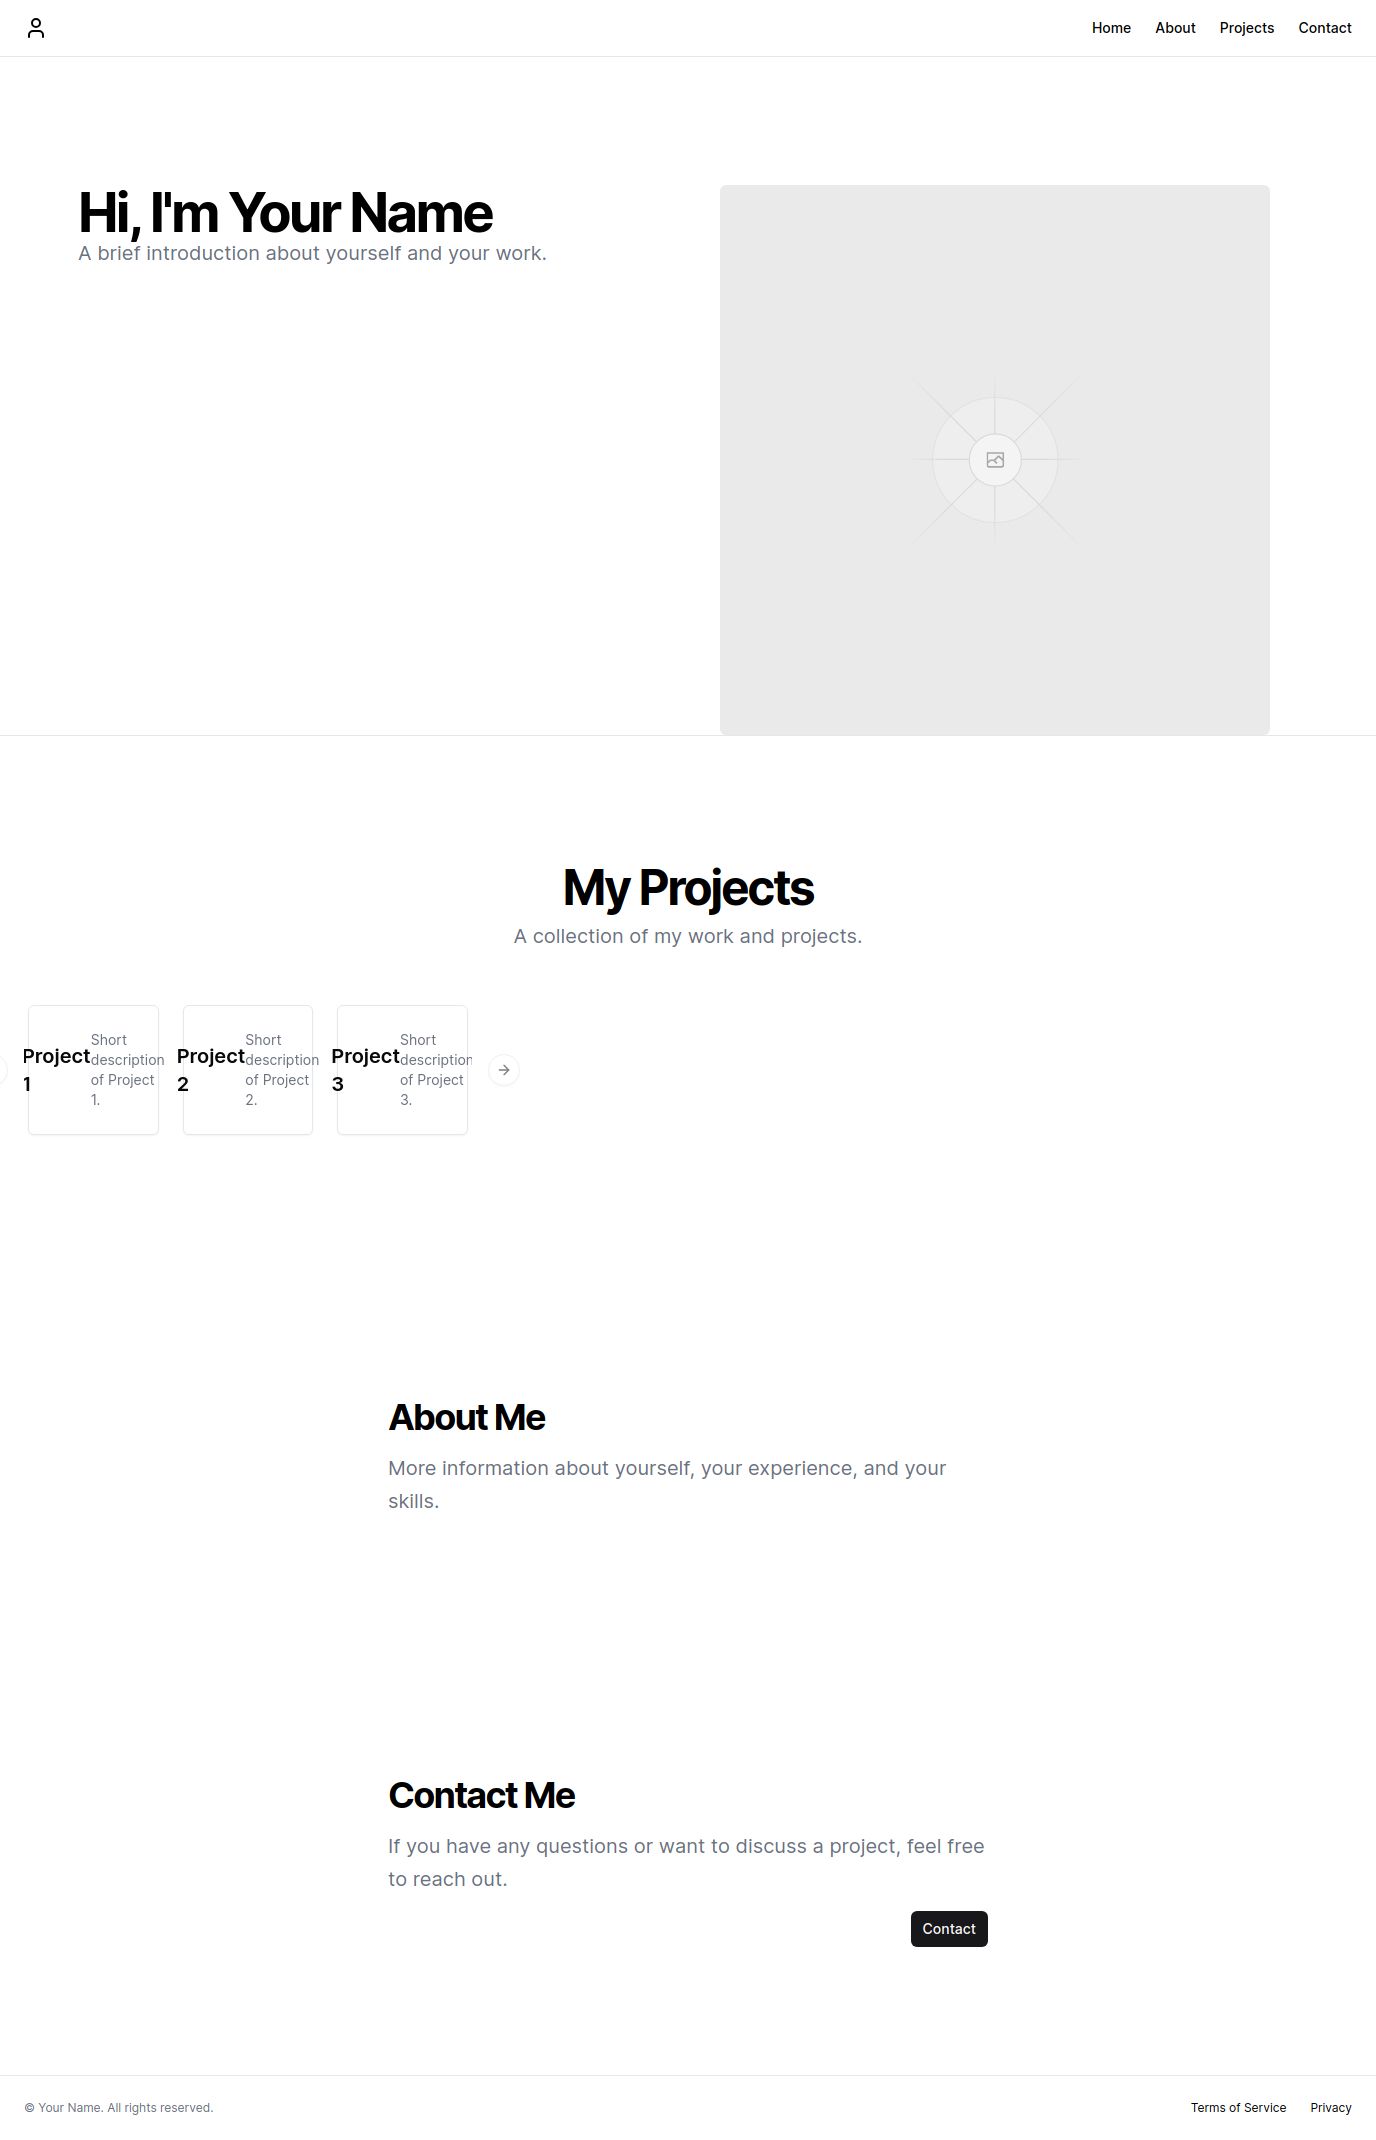 Home About Projects Contact
Hi, I'm Your Name
A brief introduction about yourself and your work.
My Projects
A collection of my work and projects.
Project
1
Short
description
of Project
1.
Project
2
Short
description
of Project
2.
Project
3
Short
description
of Project
3.
About Me
More information about yourself, your experience, and your
skills.
Contact Me
If you have any questions or want to discuss a project, feel free
to reach out.
Contact
© Your Name. All rights reserved.
Terms of Service Privacy